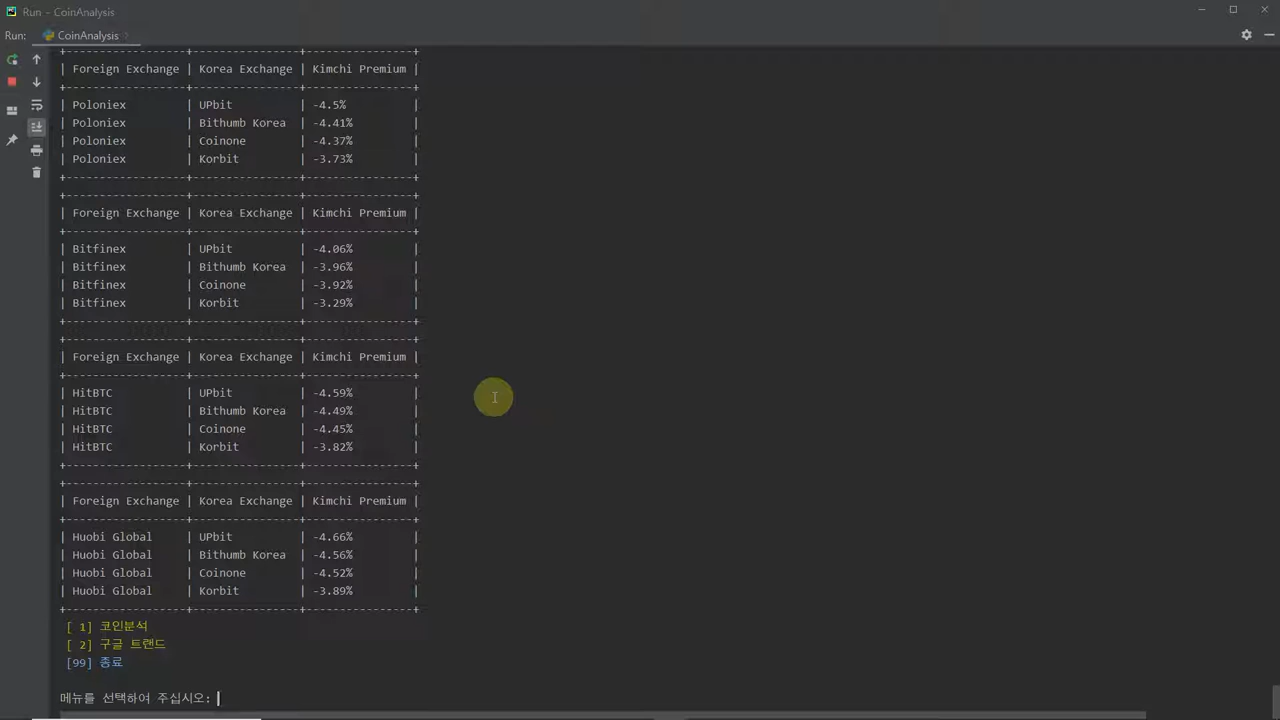 Run - CoinAnalysis
Run: CoinAnalysis
| Foreign Exchange | Korea Exchange | Kimchi Premium |
| Poloniex | UPbit | -4.5% |
| Poloniex | Bithumb Korea | -4.41% |
| Poloniex | Coinone | -4.37% |
| Poloniex | Korbit | -3.73% |
| Foreign Exchange | Korea Exchange | Kimchi Premium |
| Bitfinex | UPbit | -4.06% |
| Bitfinex | Bithumb Korea | -3.96% |
| Bitfinex | Coinone | -3.92% |
| Bitfinex | Korbit | -3.29% |
| Foreign Exchange | Korea Exchange | Kimchi Premium |
| HitBTC | UPbit | -4.59% |
| HitBTC | Bithumb Korea | -4.49% |
| HitBTC | Coinone | -4.45% |
| HitBTC | Korbit | -3.82% |
| Foreign Exchange | Korea Exchange | Kimchi Premium |
| Huobi Global | UPbit | -4.66% |
| Huobi Global | Bithumb Korea | -4.56% |
| Huobi Global | Coinone | -4.52% |
| Huobi Global | Korbit | -3.89% |
[ 1] 코인분석
[ 2] 구글 트랜드
[99] 종료
메뉴를 선택하여 주십시오: